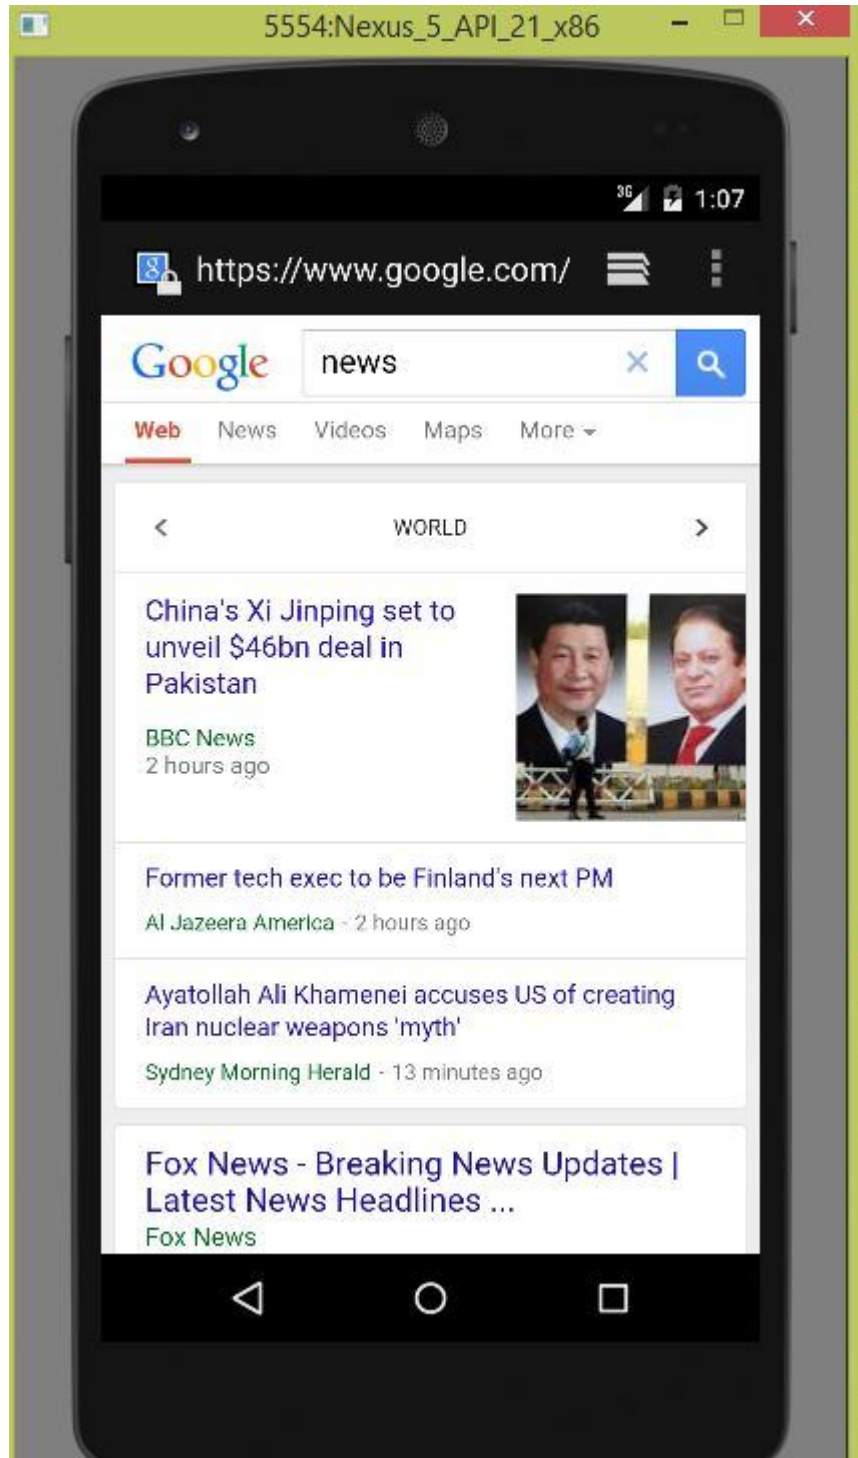 5554:Nexus_5_API_21_x86
3G 1:07
8 https://www.google.com/
Google news
Web News Videos Maps More
WORLD
China's Xi Jinping set to
unveil $46bn deal in
Pakistan
BBC News
2 hours ago
Former tech exec to be Finland's next PM
Al Jazeera America - 2 hours ago
Ayatollah Ali Khamenei accuses US of creating
Iran nuclear weapons 'myth'
Sydney Morning Herald - 13 minutes ago
Fox News - Breaking News Updates |
Latest News Headlines ...
Fox News